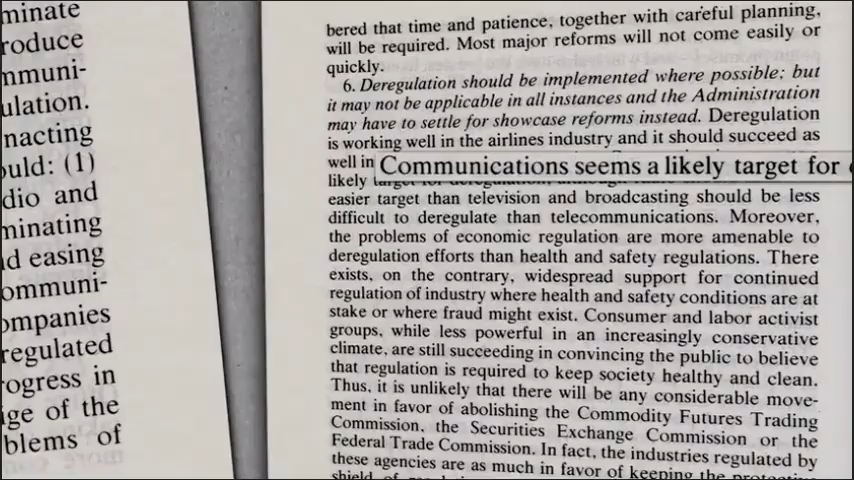 minate
roduce
mmuni-
ulation.
nacting
ould: (1)
dio and
minating
d easing
ommuni-
ompanies
regulated
ogress in
ge of the
blems of
bered that time and patience, together with careful planning,
will be required. Most major reforms will not come easily or
quickly.
6. Deregulation should be implemented where possible; but
it may not be applicable in all instances and the Administration
may have to settle for showcase reforms instead. Deregulation
is working well in the airlines industry and it should succeed as
well in
Communications seems a likely target for
likely target for deregulation,
easier target than television and broadcasting should be less
difficult to deregulate than telecommunications. Moreover,
the problems of economic regulation are more amenable to
deregulation efforts than health and safety regulations. There
exists, on the contrary, widespread support for continued
regulation of industry where health and safety conditions are at
stake or where fraud might exist. Consumer and labor activist
groups, while less powerful in an increasingly conservative
climate, are still succeeding in convincing the public to believe
that regulation is required to keep society healthy and clean.
Thus, it is unlikely that there will be any considerable move-
ment in favor of abolishing the Commodity Futures Trading
Commission, the Securities Exchange Commission or the
Federal Trade Commission. In fact, the industries regulated by
these agencies are as much in favor of keeping the protective
shield of